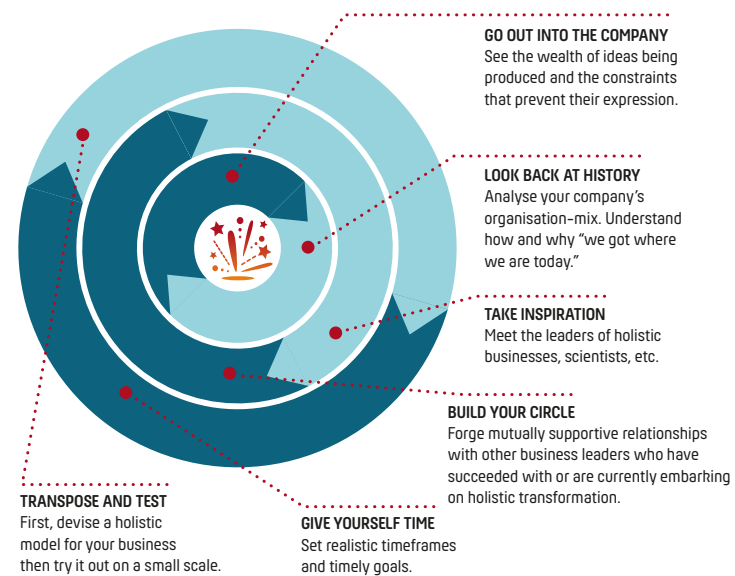 GO OUT INTO THE COMPANY
See the wealth of ideas being
produced and the constraints
that prevent their expression.
LOOK BACK AT HISTORY
Analyse your company's
organisation-mix. Understand
how and why “we got where
we are today.”
TAKE INSPIRATION
Meet the leaders of holistic
businesses, scientists, etc.
BUILD YOUR CIRCLE
Forge mutually supportive relationships
with other business leaders who have
succeeded with or are currently embarking
on holistic transformation.
TRANSPOSE AND TEST
First, devise a holistic
model for your business
then try it out on a small scale.
GIVE YOURSELF TIME
Set realistic timeframes
and timely goals.